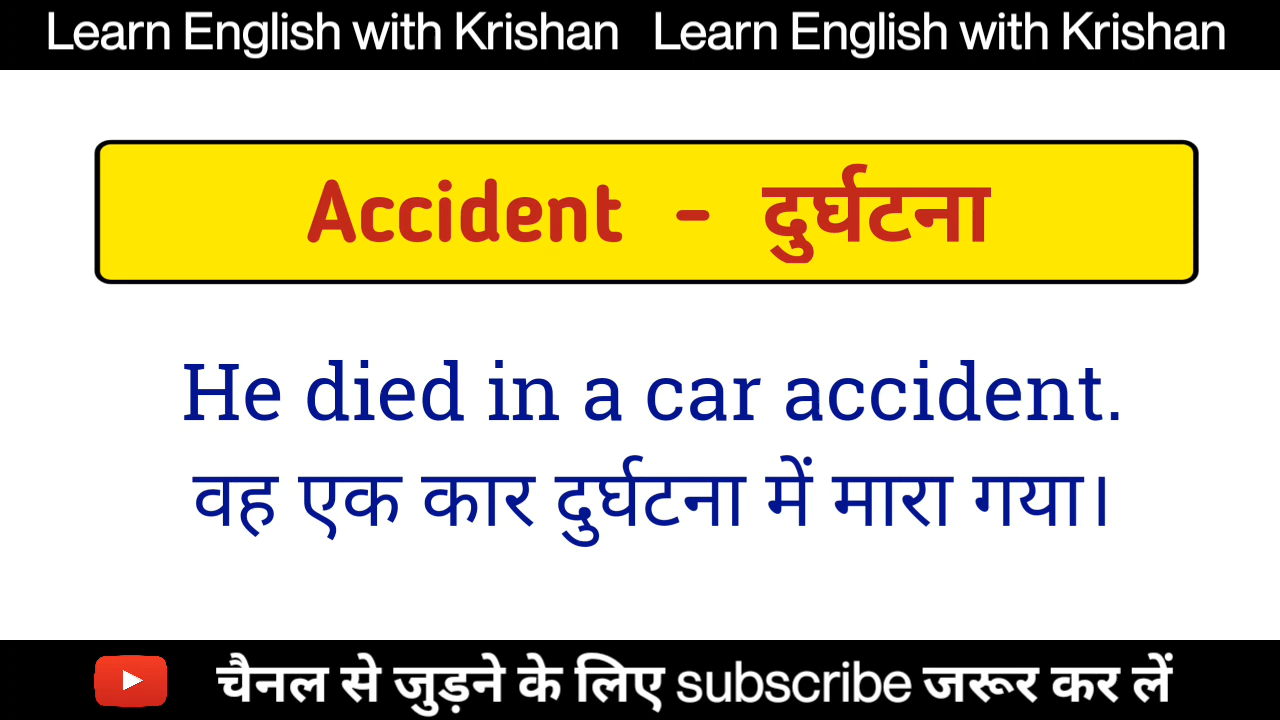 Learn English with Krishan Learn English with Krishan
Accident - दुर्घटना
He died in a car accident.
वह एक कार दुर्घटना में मारा गया।
चैनल से जुड़ने के लिए subscribe जरूर कर लें